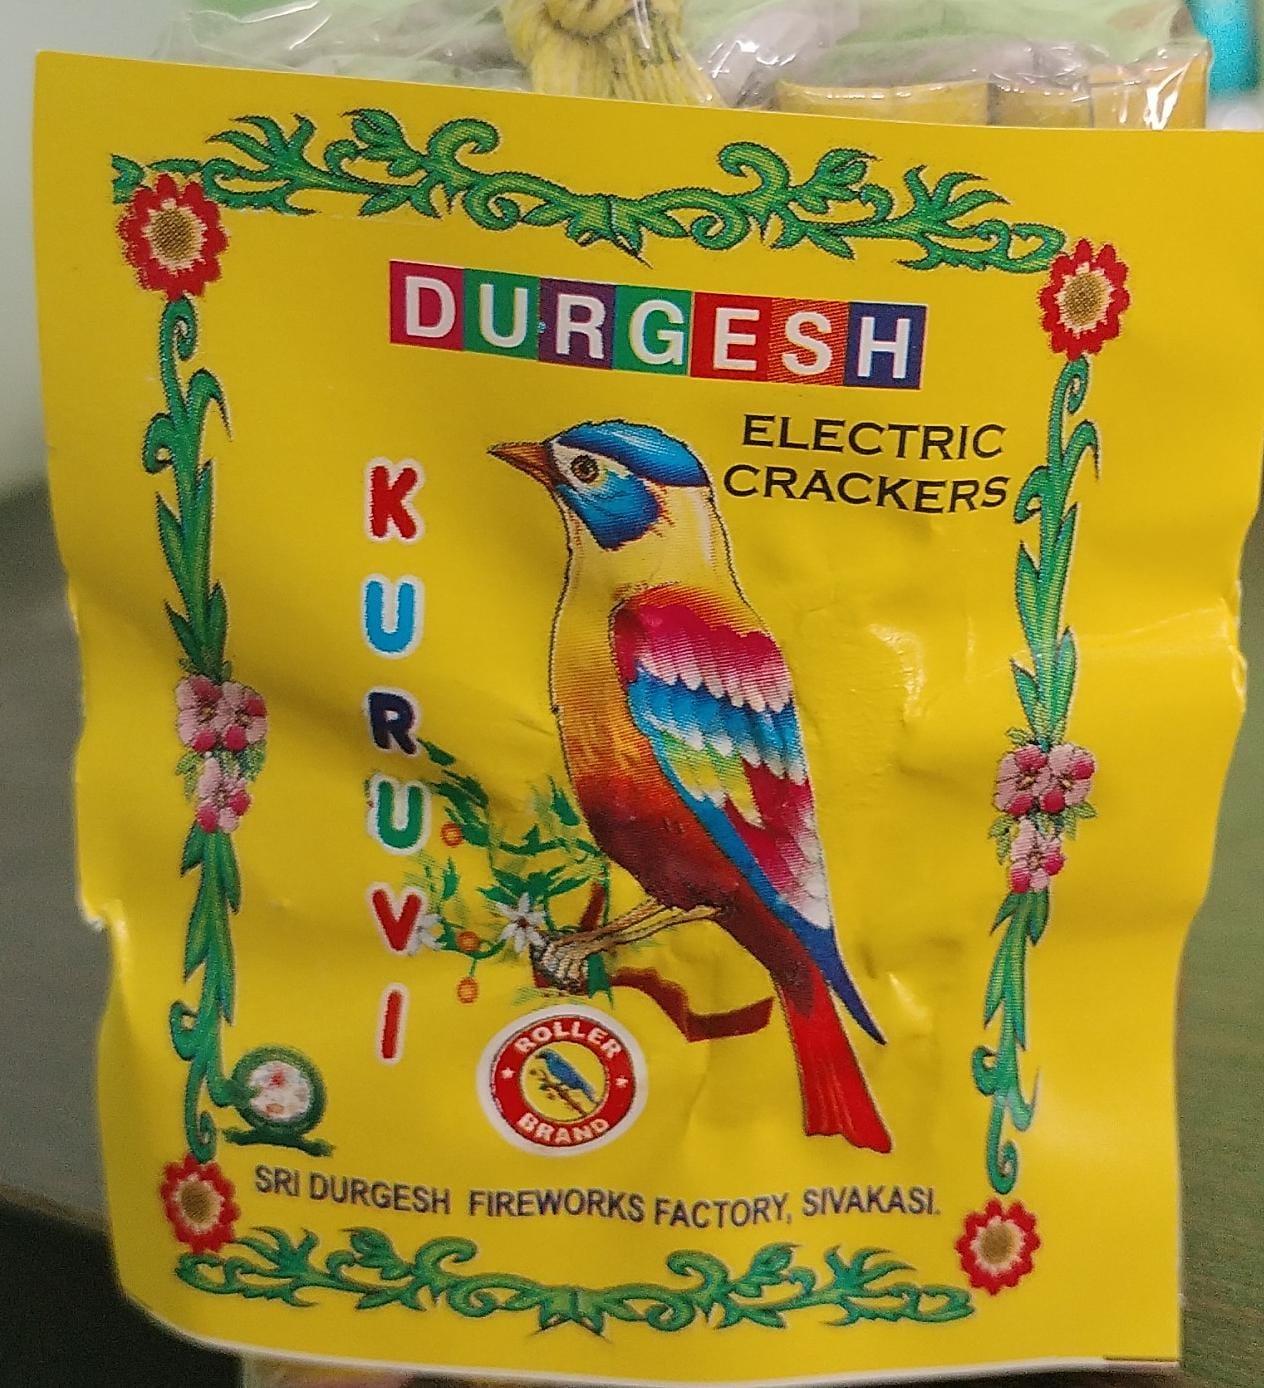 DURGESH
ELECTRIC
CRACKERS
KURUVI
ROLLER
BRAND
SRI DURGESH FIREWORKS FACTORY, SIVAKASI.